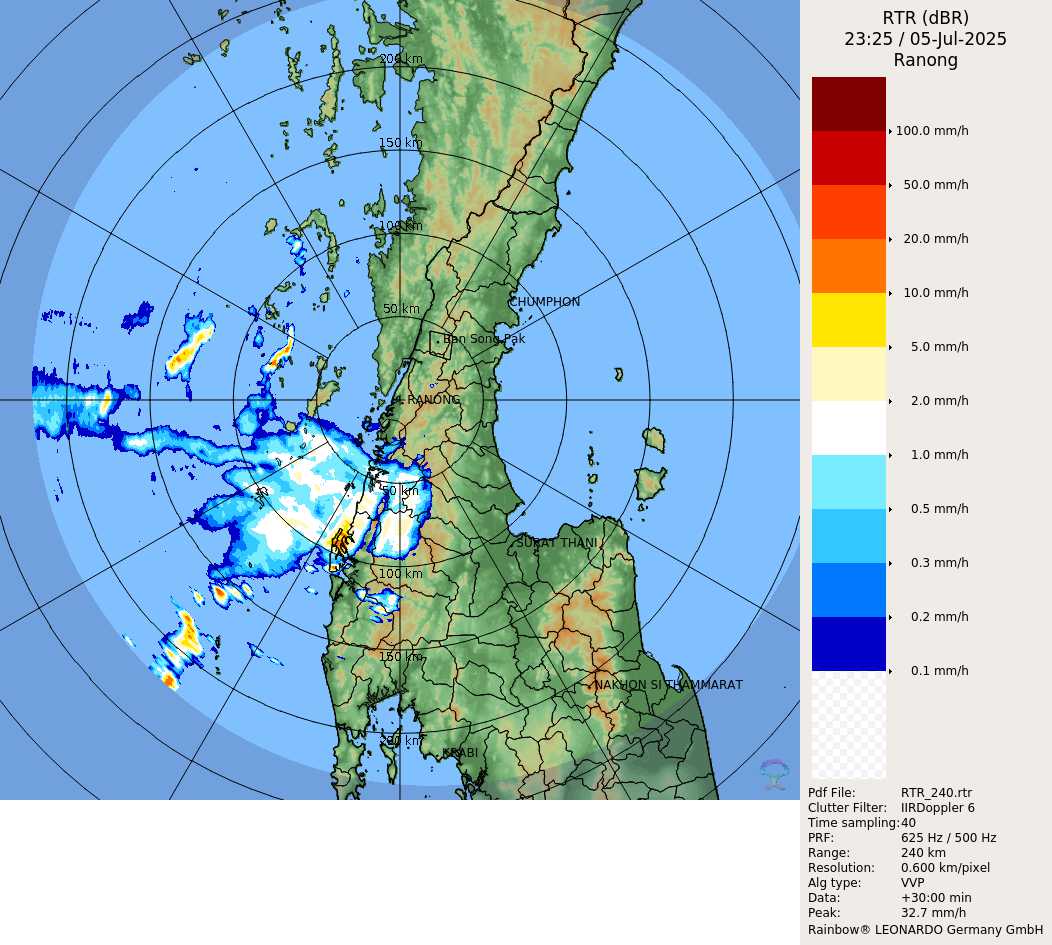 RTR (dBR)
23:25 / 05-Jul-2025
Ranong
100.0 mm/h
50.0 mm/h
20.0 mm/h
10.0 mm/h
5.0 mm/h
2.0 mm/h
1.0 mm/h
0.5 mm/h
0.3 mm/h
0.2 mm/h
0.1 mm/h
200 km
150 km
100 km
50 km
CHUMPHON
Ban Song Pak
RANONG
50 km
50
SURAT THANI
100 km
150 km
NAKHON SI THAMMARAT
200 km
KRABI
Pdf File: RTR_240.rtr
Clutter Filter: IIRDoppler 6
Time sampling: 40
PRF: 625 Hz / 500 Hz
Range: 240 km
Resolution: 0.600 km/pixel
Alg type: VVP
Data: +30:00 min
Peak: 32.7 mm/h
Rainbow® LEONARDO Germany GmbH